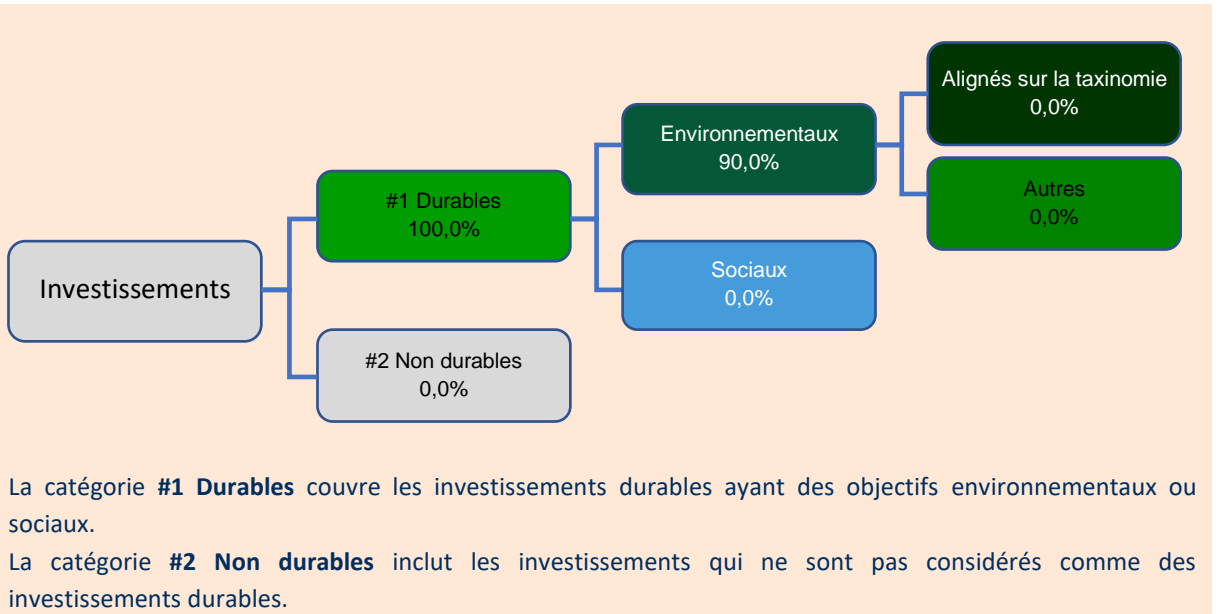 Alignés sur la taxinomie
0,0%
Environnementaux
90,0%
Autres
0,0%
#1 Durables
100,0%
Sociaux
0,0%
Investissements
#2 Non durables
0,0%
La catégorie #1 Durables couvre les investissements durables ayant des objectifs environnementaux ou
sociaux.
La catégorie #2 Non durables inclut les investissements qui ne sont pas considérés comme des
investissements durables.